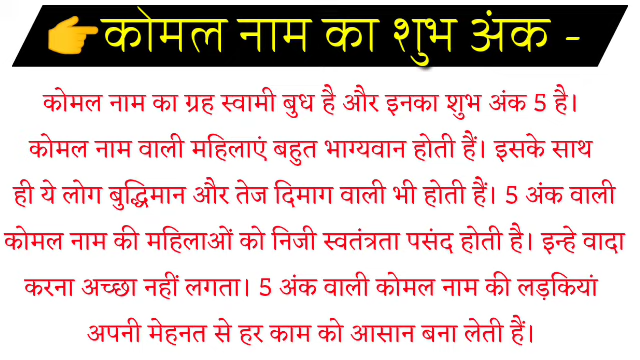 👉कोमल नाम का शुभ अंक -
कोमल नाम का ग्रह स्वामी बुध है और इनका शुभ अंक 5 है।
कोमल नाम वाली महिलाएं बहुत भाग्यवान होती हैं। इसके साथ
ही ये लोग बुद्धिमान और तेज दिमाग वाली भी होती हैं। 5 अंक वाली
कोमल नाम की महिलाओं को निजी स्वतंत्रता पसंद होती है। इन्हे वादा
करना अच्छा नहीं लगता। 5 अंक वाली कोमल नाम की लड़कियां
अपनी मेहनत से हर काम को आसान बना लेती हैं।